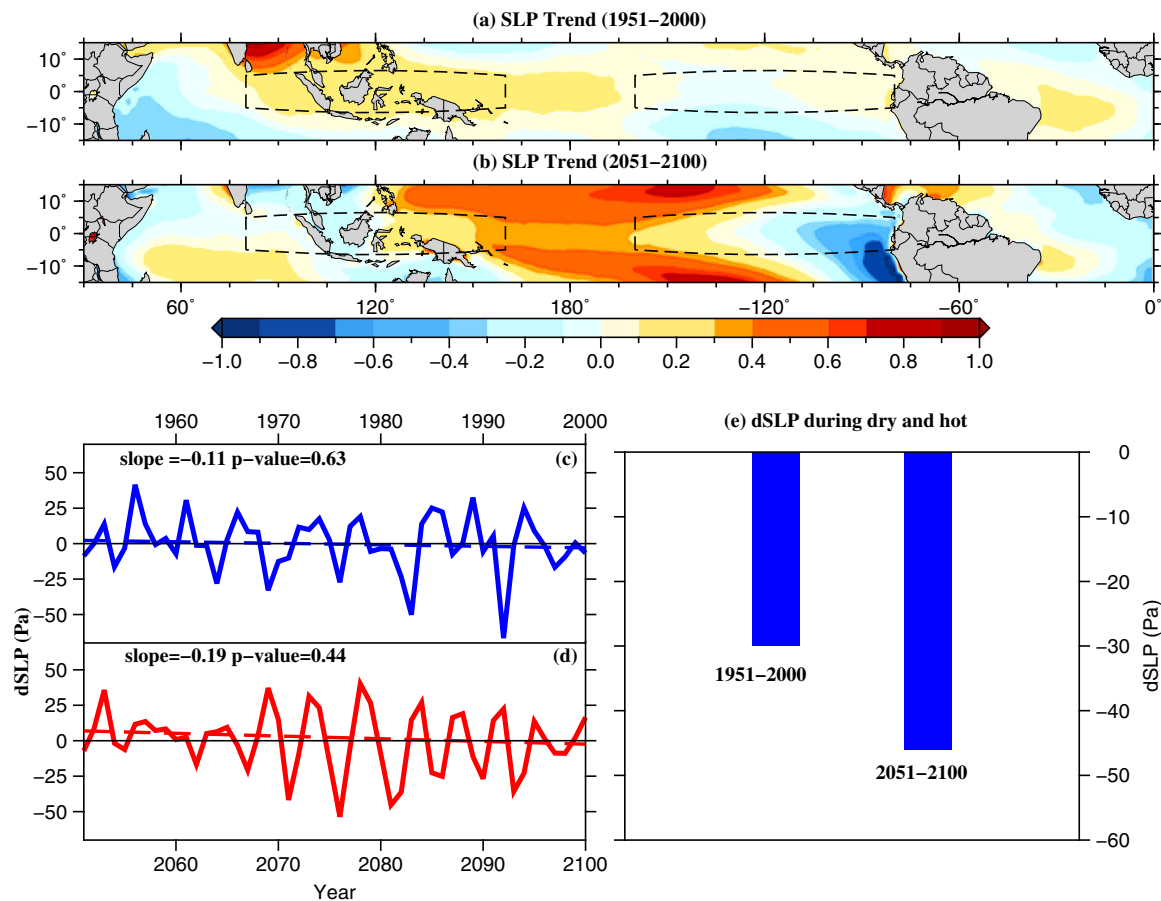 (a) SLP Trend (1951−2000)
10˚
0˚
−10˚
(b) SLP Trend (2051−2100)
10˚
0˚
−10˚
60˚ 120˚ 180˚ −120˚ −60˚ 0˚
−1.0 −0.8 −0.6 −0.4 −0.2 0.0 0.2 0.4 0.6 0.8 1.0
1960 1970 1980 1990 2000
slope =−0.11 p−value=0.63 (c)
50
25
0
−25
−50
slope=−0.19 p−value=0.44 (d)
50
25
0
−25
−50
dSLP (Pa)
2060 2070 2080 2090 2100
Year
(e) dSLP during dry and hot
0
−10
−20
−30
−40
−50
−60
dSLP (Pa)
1951−2000
2051−2100